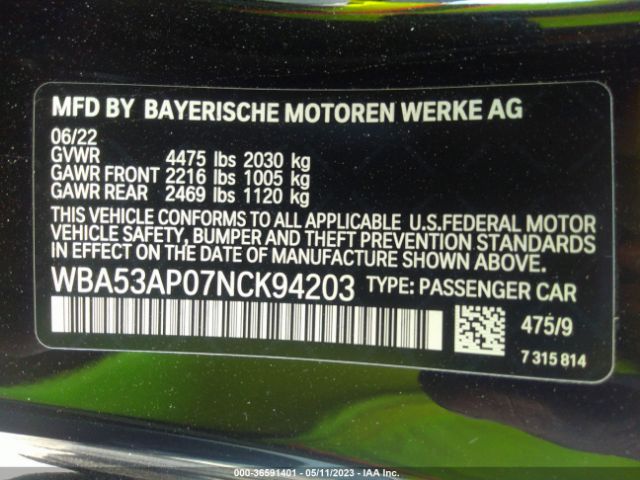 MFD BY BAYERISCHE MOTOREN WERKE AG
06/22
GVWR 4475 lbs 2030 kg
GAWR FRONT 2216 lbs 1005 kg
GAWR REAR 2469 lbs 1120 kg
THIS VEHICLE CONFORMS TO ALL APPLICABLE U.S.FEDERAL MOTOR
VEHICLE SAFETY, BUMPER AND THEFT PREVENTION STANDARDS
IN EFFECT ON THE DATE OF MANUFACTURE SHOWN ABOVE.
WBA53AP07NCK94203 TYPE: PASSENGER CAR
475/9
7 315 814
000-36591401 - 05/11/2023 - IAA Inc.